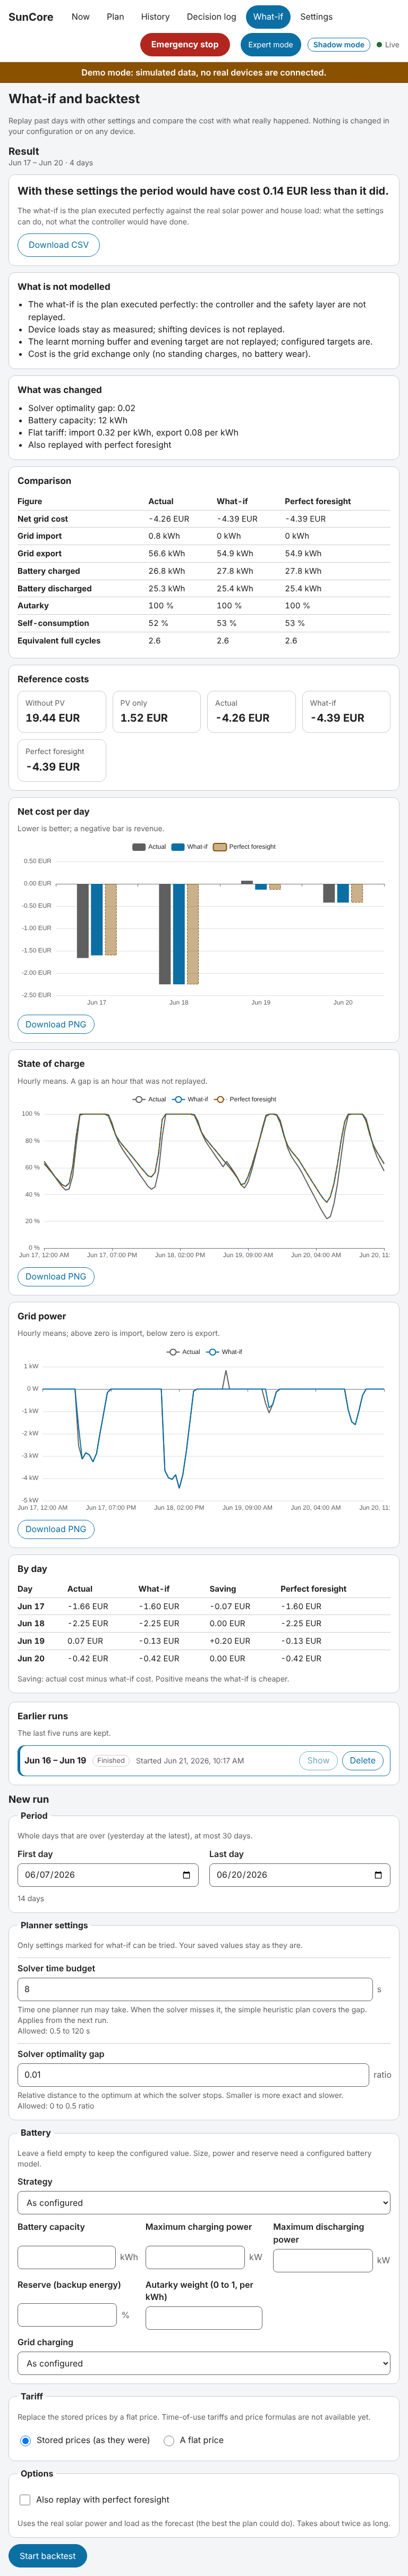 SunCore Now Plan History Decision log What-if Settings
Emergency stop Expert mode Shadow mode Live
Demo mode: simulated data, no real devices are connected.
What-if and backtest
Replay past days with other settings and compare the cost with what really happened. Nothing is changed in
your configuration or on any device.
Result
Jun 17 – Jun 20 · 4 days
With these settings the period would have cost 0.14 EUR less than it did.
The what-if is the plan executed perfectly against the real solar power and house load: what the settings
can do, not what the controller would have done.
Download CSV
What is not modelled
• The what-if is the plan executed perfectly: the controller and the safety layer are not
replayed.
• Device loads stay as measured; shifting devices is not replayed.
• The learnt morning buffer and evening target are not replayed; configured targets are.
• Cost is the grid exchange only (no standing charges, no battery wear).
What was changed
• Solver optimality gap: 0.02
• Battery capacity: 12 kWh
• Flat tariff: import 0.32 per kWh, export 0.08 per kWh
• Also replayed with perfect foresight
Comparison
Figure Actual What-if Perfect foresight
Net grid cost -4.26 EUR -4.39 EUR -4.39 EUR
Grid import 0.8 kWh 0 kWh 0 kWh
Grid export 56.6 kWh 54.9 kWh 54.9 kWh
Battery charged 26.8 kWh 27.8 kWh 27.8 kWh
Battery discharged 25.3 kWh 25.4 kWh 25.4 kWh
Autarky 100 % 100 % 100 %
Self-consumption 52 % 53 % 53 %
Equivalent full cycles 2.6 2.6 2.6
Reference costs
Without PV PV only Actual What-if
19.44 EUR 1.52 EUR -4.26 EUR -4.39 EUR
Perfect foresight
-4.39 EUR
Net cost per day
Lower is better; a negative bar is revenue.
Actual What-if Perfect foresight
0.50 EUR
0.00 EUR
-0.50 EUR
-1.00 EUR
-1.50 EUR
-2.00 EUR
-2.50 EUR
Jun 17 Jun 18 Jun 19 Jun 20
Download PNG
State of charge
Hourly means. A gap is an hour that was not replayed.
Actual What-if Perfect foresight
100 %
80 %
60 %
40 %
20 %
0 %
Jun 17, 12:00 AM Jun 17, 07:00 PM Jun 18, 02:00 PM Jun 19, 09:00 AM Jun 20, 04:00 AM Jun 20, 11:
Download PNG
Grid power
Hourly means; above zero is import, below zero is export.
Actual What-if
1 kW
0 W
-1 kW
-2 kW
-3 kW
-4 kW
-5 kW
Jun 17, 12:00 AM Jun 17, 07:00 PM Jun 18, 02:00 PM Jun 19, 09:00 AM Jun 20, 04:00 AM Jun 20, 11:
Download PNG
By day
Day Actual What-if Saving Perfect foresight
Jun 17 -1.66 EUR -1.60 EUR -0.07 EUR -1.60 EUR
Jun 18 -2.25 EUR -2.25 EUR 0.00 EUR -2.25 EUR
Jun 19 0.07 EUR -0.13 EUR +0.20 EUR -0.13 EUR
Jun 20 -0.42 EUR -0.42 EUR 0.00 EUR -0.42 EUR
Saving: actual cost minus what-if cost. Positive means the what-if is cheaper.
Earlier runs
The last five runs are kept.
Jun 16 – Jun 19 Finished Started Jun 21, 2026, 10:17 AM Show Delete
New run
Period
Whole days that are over (yesterday at the latest), at most 30 days.
First day Last day
06/07/2026 06/20/2026
14 days
Planner settings
Only settings marked for what-if can be tried. Your saved values stay as they are.
Solver time budget
8 s
Time one planner run may take. When the solver misses it, the simple heuristic plan covers the gap.
Applies from the next run.
Allowed: 0.5 to 120 s
Solver optimality gap
0.01 ratio
Relative distance to the optimum at which the solver stops. Smaller is more exact and slower.
Allowed: 0 to 0.5 ratio
Battery
Leave a field empty to keep the configured value. Size, power and reserve need a configured battery
model.
Strategy
As configured
Battery capacity Maximum charging power Maximum discharging
power
kWh kW kW
Reserve (backup energy) Autarky weight (0 to 1, per
kWh)
%
Grid charging
As configured
Tariff
Replace the stored prices by a flat price. Time-of-use tariffs and price formulas are not available yet.
Stored prices (as they were) A flat price
Options
Also replay with perfect foresight
Uses the real solar power and load as the forecast (the best the plan could do). Takes about twice as long.
Start backtest